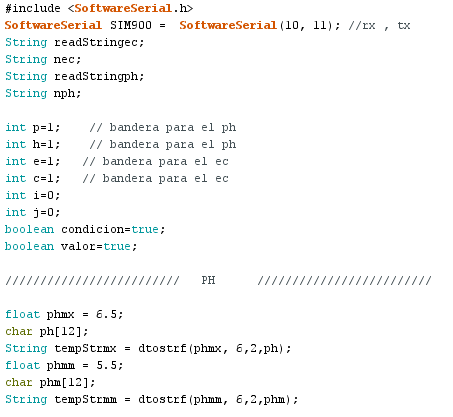 #include <SoftwareSerial.h>
SoftwareSerial SIM900 =  SoftwareSerial(10, 11); //rx , tx
String readStringec;
String nec;
String readStringph;
String nph;
int p=1;    // bandera para el ph
int h=1;    // bandera para el ph
int e=1;   // bandera para el ec
int c=1;   // bandera para el ec
int i=0;
int j=0;
boolean condicion=true;
boolean valor=true;
/////////////////////////   PH      /////////////////////////
float phmx = 6.5;
char ph[12];
String tempStrmx = dtostrf(phmx, 6,2,ph);
float phmm = 5.5;
char phm[12];
String tempStrmm = dtostrf(phmm, 6,2,phm);